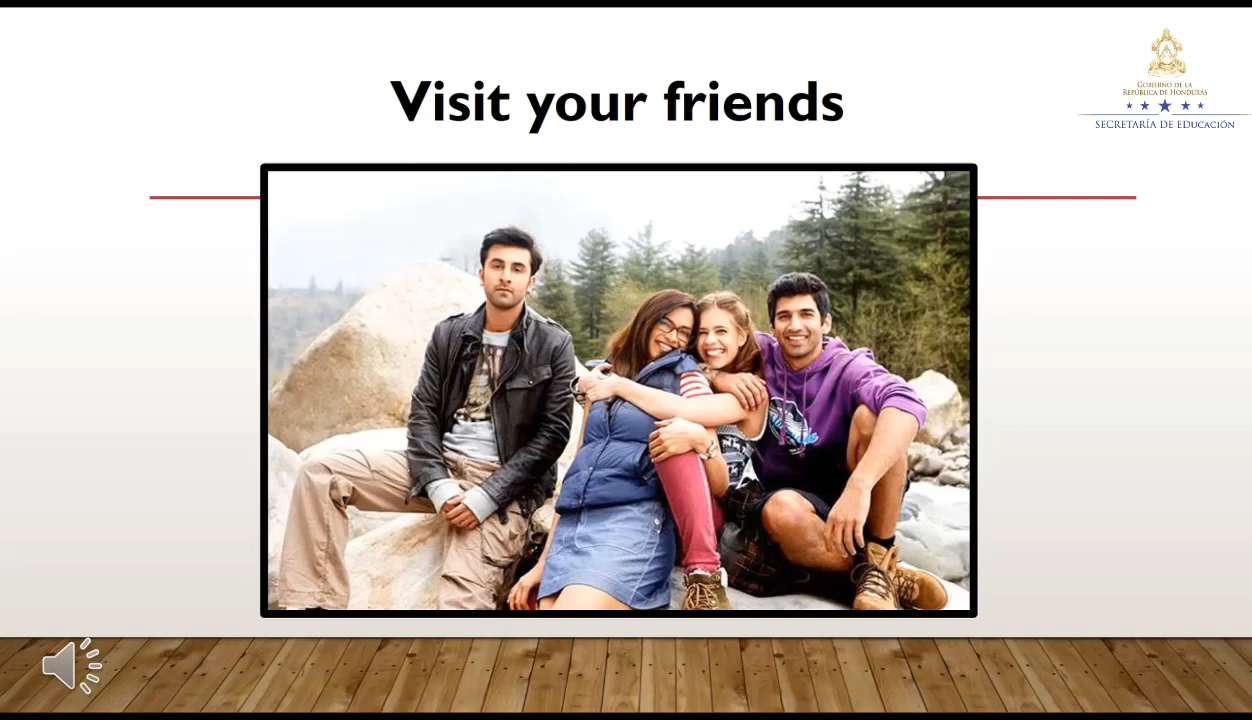 Visit your friends
GOBIERNO DE LA
REPÚBLICA DE HONDURAS
SECRETARÍA DE EDUCACIÓN